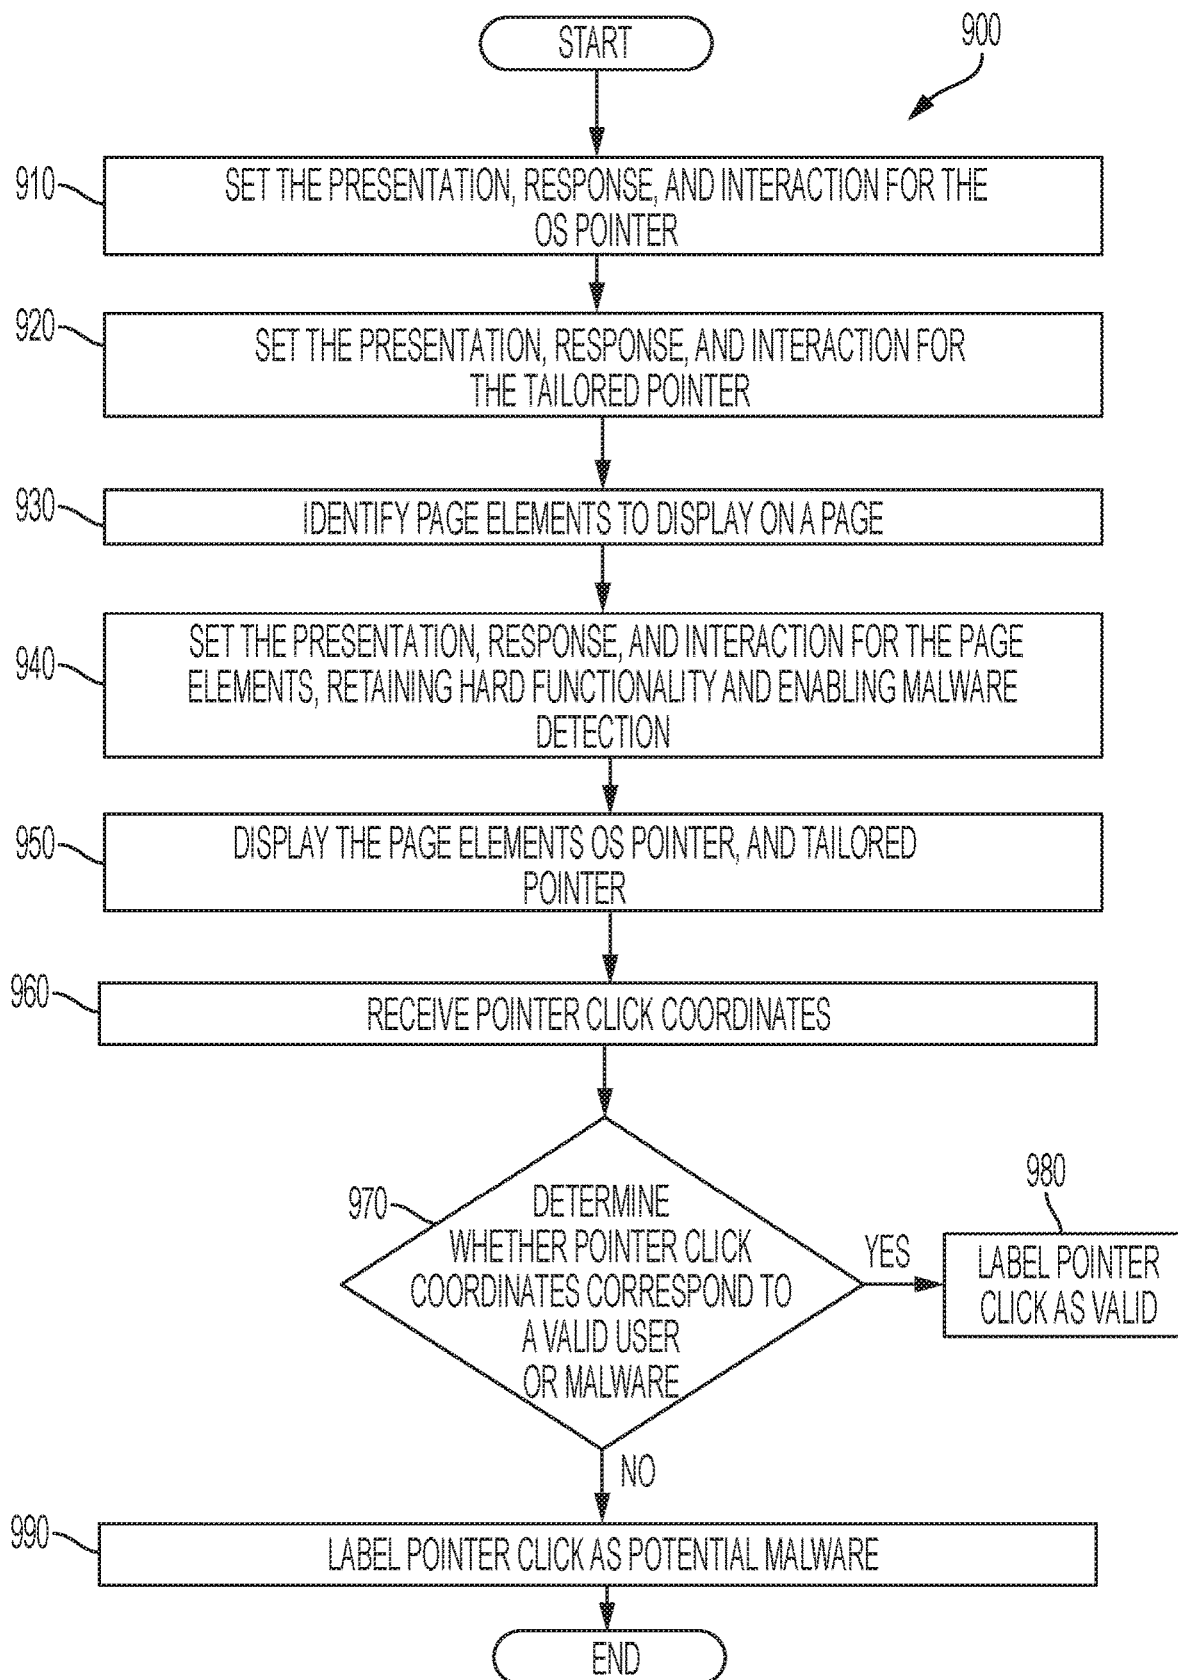 START
900
910
SET THE PRESENTATION, RESPONSE, AND INTERACTION FOR THE
OS POINTER
920
SET THE PRESENTATION, RESPONSE, AND INTERACTION FOR
THE TAILORED POINTER
930
IDENTIFY PAGE ELEMENTS TO DISPLAY ON A PAGE
940
SET THE PRESENTATION, RESPONSE, AND INTERACTION FOR THE PAGE
ELEMENTS, RETAINING HARD FUNCTIONALITY AND ENABLING MALWARE
DETECTION
950
DISPLAY THE PAGE ELEMENTS OS POINTER, AND TAILORED
POINTER
960
RECEIVE POINTER CLICK COORDINATES
970
DETERMINE
WHETHER POINTER CLICK
COORDINATES CORRESPOND TO
A VALID USER
OR MALWARE
YES
980
LABEL POINTER
CLICK AS VALID
NO
990
LABEL POINTER CLICK AS POTENTIAL MALWARE
END